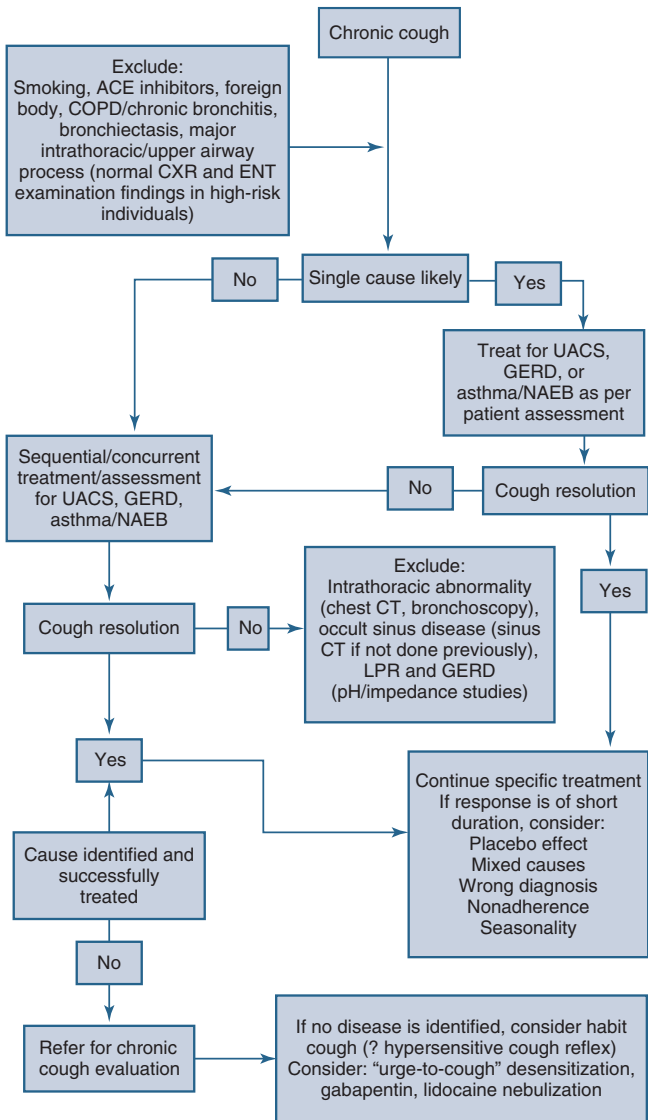 Chronic cough
Exclude:
Smoking, ACE inhibitors, foreign
body, COPD/chronic bronchitis,
bronchiectasis, major
intrathoracic/upper airway
process (normal CXR and ENT
examination findings in high-risk
individuals)
No
Single cause likely
Yes
Treat for UACS,
GERD, or
asthma/NAEB as per
patient assessment
Sequential/concurrent
treatment/assessment
for UACS, GERD,
asthma/NAEB
No
Cough resolution
Yes
Cough resolution
No
Exclude:
Intrathoracic abnormality
(chest CT, bronchoscopy),
occult sinus disease (sinus
CT if not done previously),
LPR and GERD
(pH/impedance studies)
Yes
Continue specific treatment
If response is of short
duration, consider:
Placebo effect
Mixed causes
Wrong diagnosis
Nonadherence
Seasonality
Cause identified and
successfully
treated
No
Refer for chronic
cough evaluation
If no disease is identified, consider habit
cough (? hypersensitive cough reflex)
Consider: “urge-to-cough” desensitization,
gabapentin, lidocaine nebulization